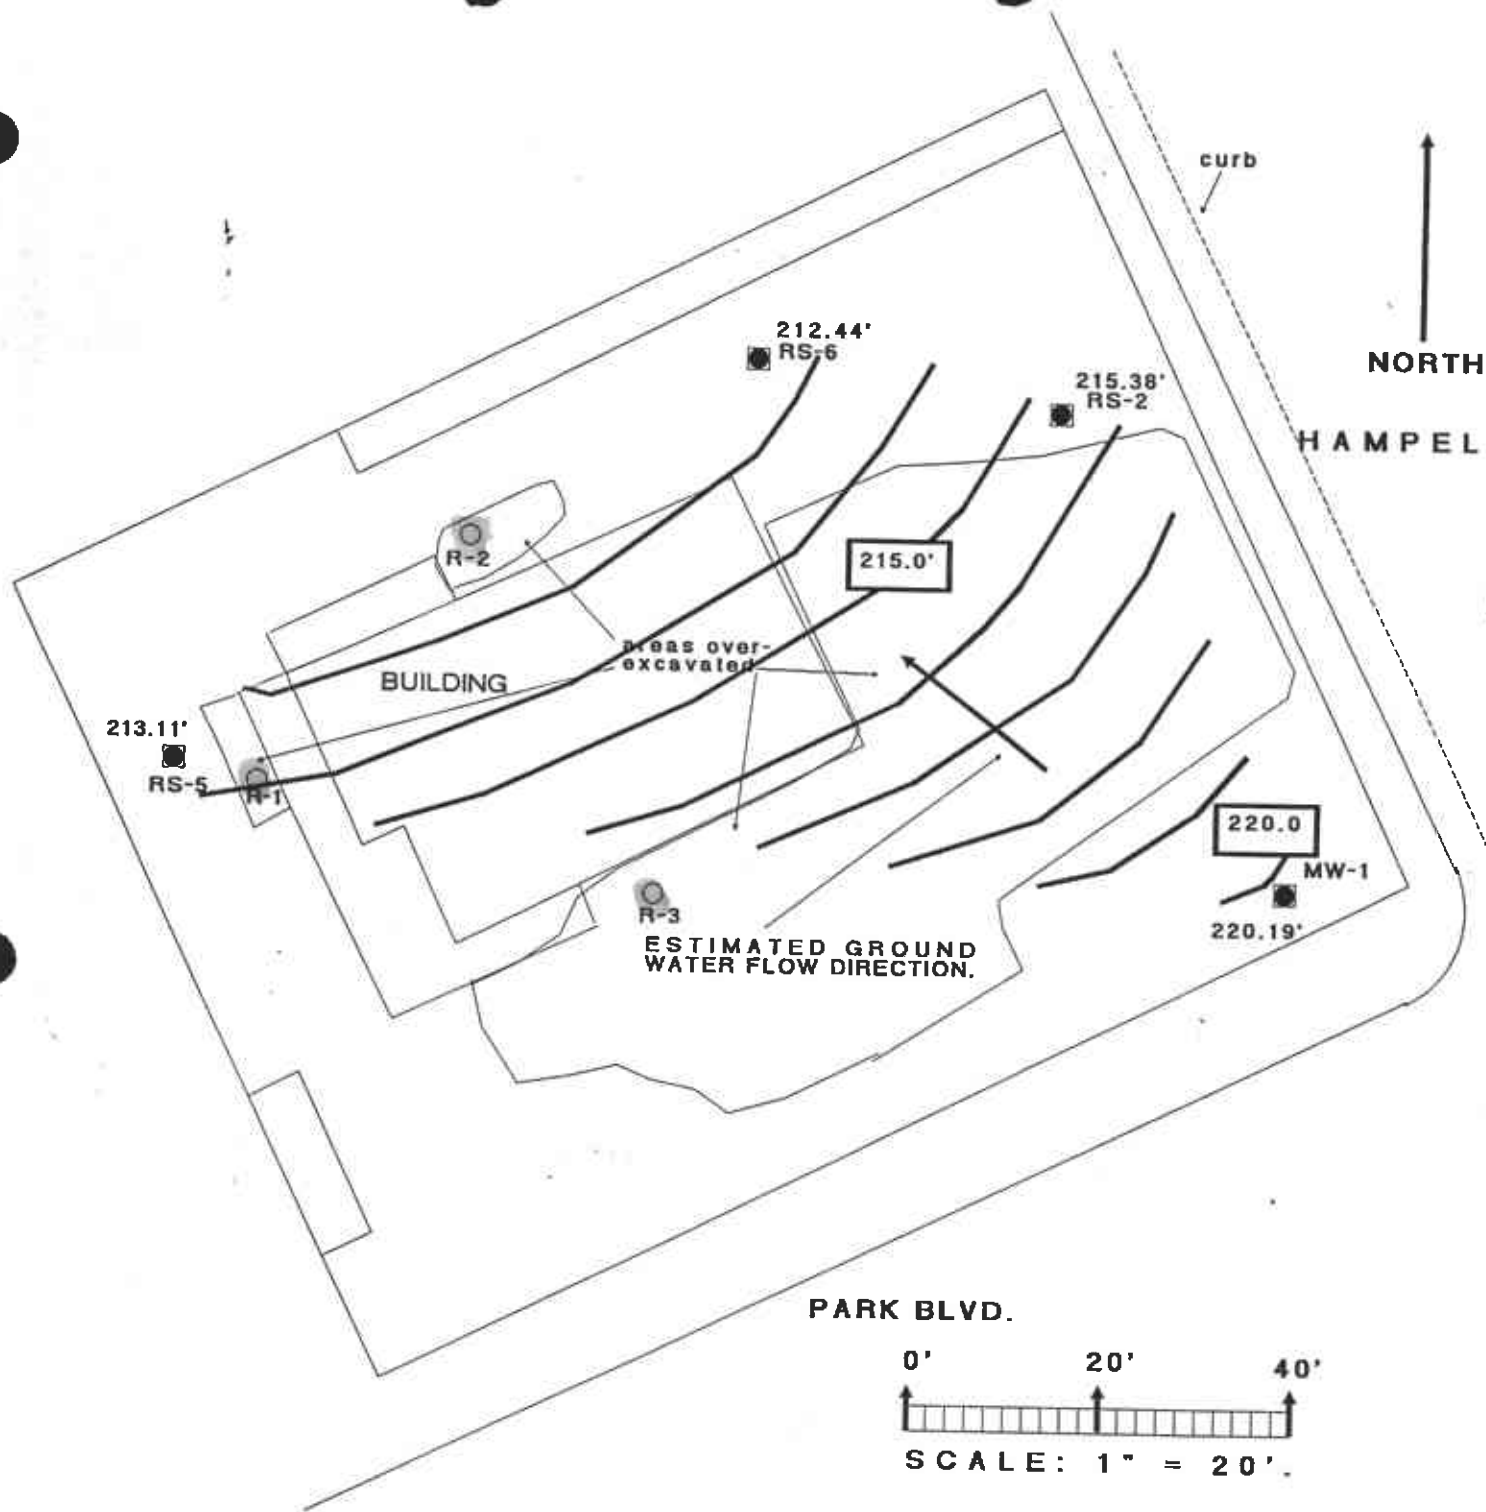 curb
NORTH
HAMPEL
212.44'
RS-6
215.38'
RS-2
R-2
215.0'
areas over-
excavated
BUILDING
213.11'
RS-5
R-1
220.0
MW-1
220.19'
R-3
ESTIMATED GROUND
WATER FLOW DIRECTION.
PARK BLVD.
0' 20' 40'
SCALE: 1" = 20'.